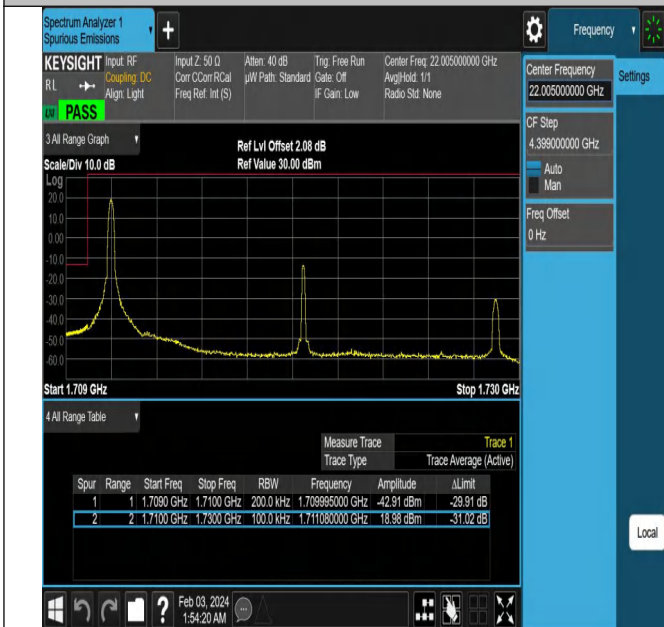 Spectrum Analyzer 1
Spurious Emissions
+
Frequency
KEYSIGHT
RL
PASS
Input: RF
Coupling: DC
Align: Light
Input Z: 50 Ω
Corr CCorr RCal
Freq Ref: Int (S)
Atten: 40 dB
µW Path: Standard
Trig: Free Run
Gate: Off
IF Gain: Low
Center Freq: 22.005000000 GHz
Avg|Hold: 1/1
Radio Std: None
Center Frequency
22.005000000 GHz
Settings
CF Step
4.399000000 GHz
Auto
Man
Freq Offset
0 Hz
3 All Range Graph
Scale/Div 10.0 dB
Ref Lvl Offset 2.08 dB
Ref Value 30.00 dBm
Log
20.0
10.0
0.00
-10.0
-20.0
-30.0
-40.0
-50.0
-60.0
Start 1.709 GHz
Stop 1.730 GHz
4 All Range Table
Measure Trace Trace 1
Trace Type Trace Average (Active)
Spur Range Start Freq Stop Freq RBW Frequency Amplitude ΔLimit
1 1 1.7090 GHz 1.7100 GHz 200.0 kHz 1.709995000 GHz -42.91 dBm -29.91 dB
2 2 1.7100 GHz 1.7300 GHz 100.0 kHz 1.711080000 GHz 18.98 dBm -31.02 dB
Local
?
Feb 03, 2024
1:54:20 AM